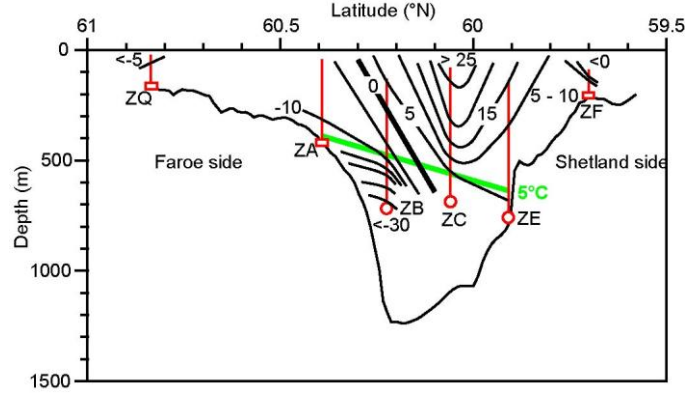 Latitude (°N)
61 60.5 60 59.5
0
500
1000
1500
Depth (m)
<-5
ZQ
-10
ZA
0
5
> 25
15
5 - 10
<0
ZF
Faroe side
Shetland side
5°C
ZB
ZC
ZE
<-30